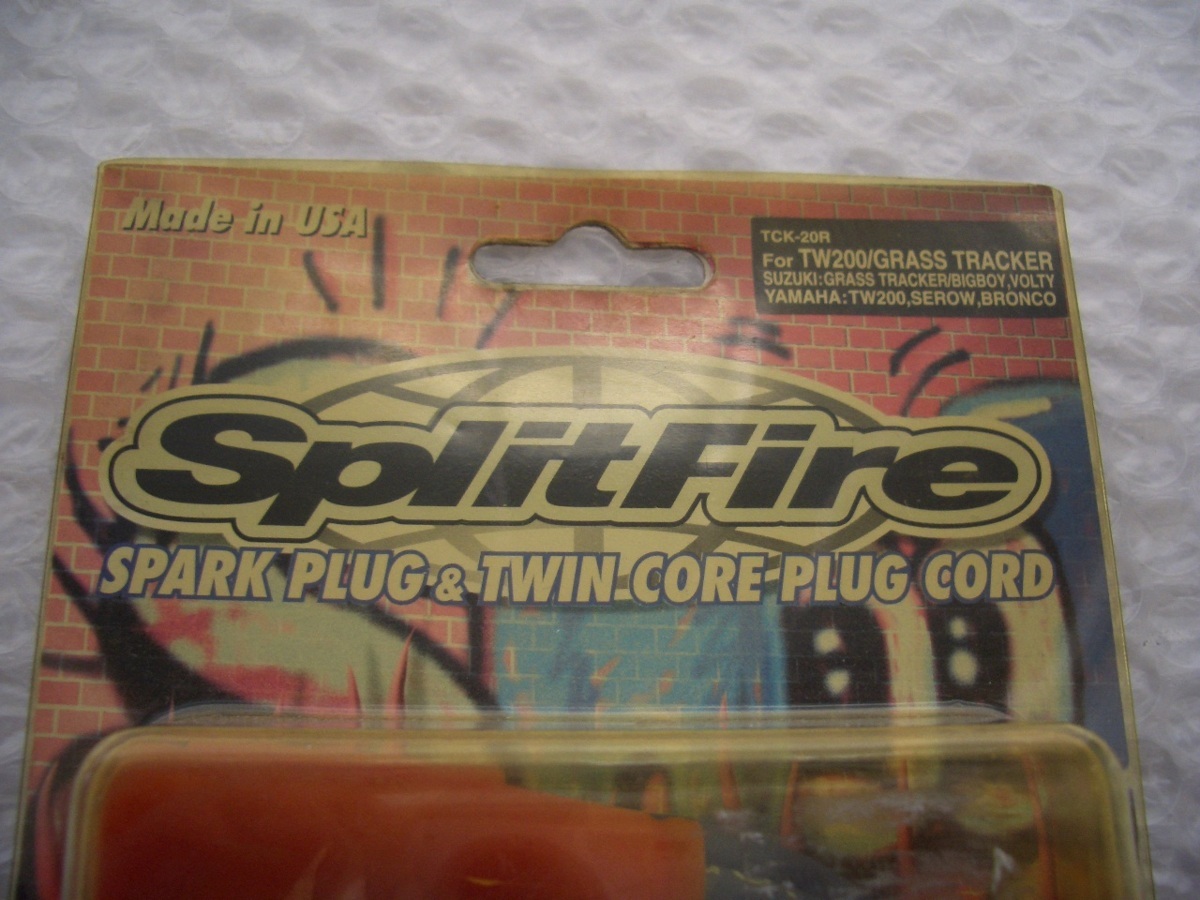 Made in USA
TCK-20R
For TW200/GRASS TRACKER
SUZUKI:GRASS TRACKER/BIGBOY,VOLTY
YAMAHA:TW200,SEROW,BRONCO
SplitFire
SPARK PLUG & TWIN-CORE PLUG CORD